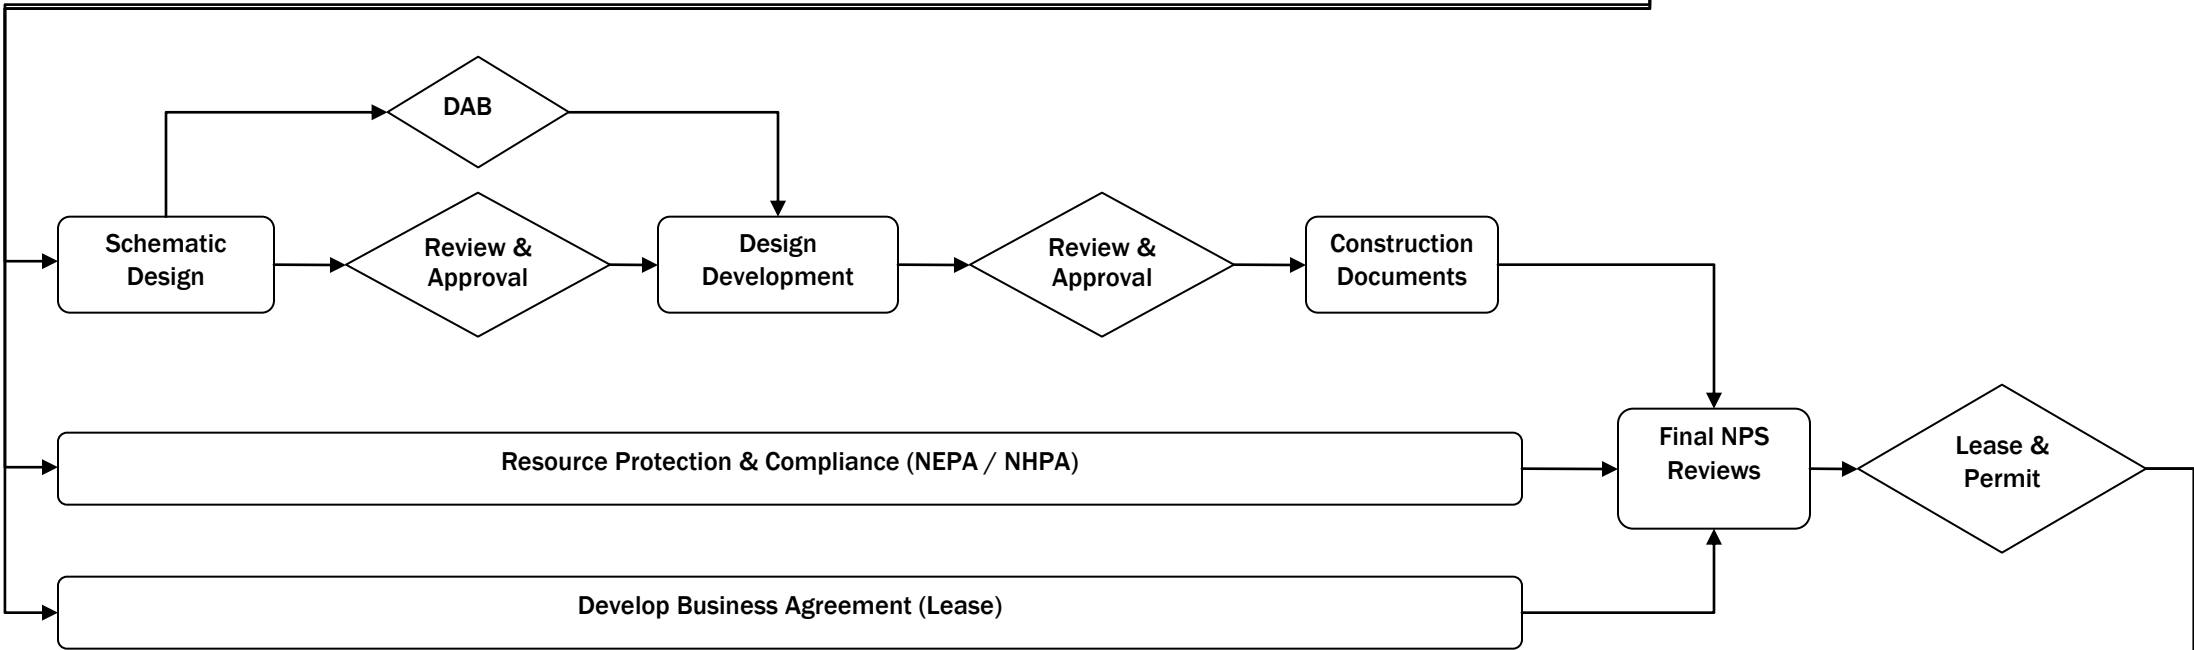 DAB
Schematic
Design
Review &
Approval
Design
Development
Review &
Approval
Construction
Documents
Resource Protection & Compliance (NEPA / NHPA)
Final NPS
Reviews
Lease &
Permit
Develop Business Agreement (Lease)